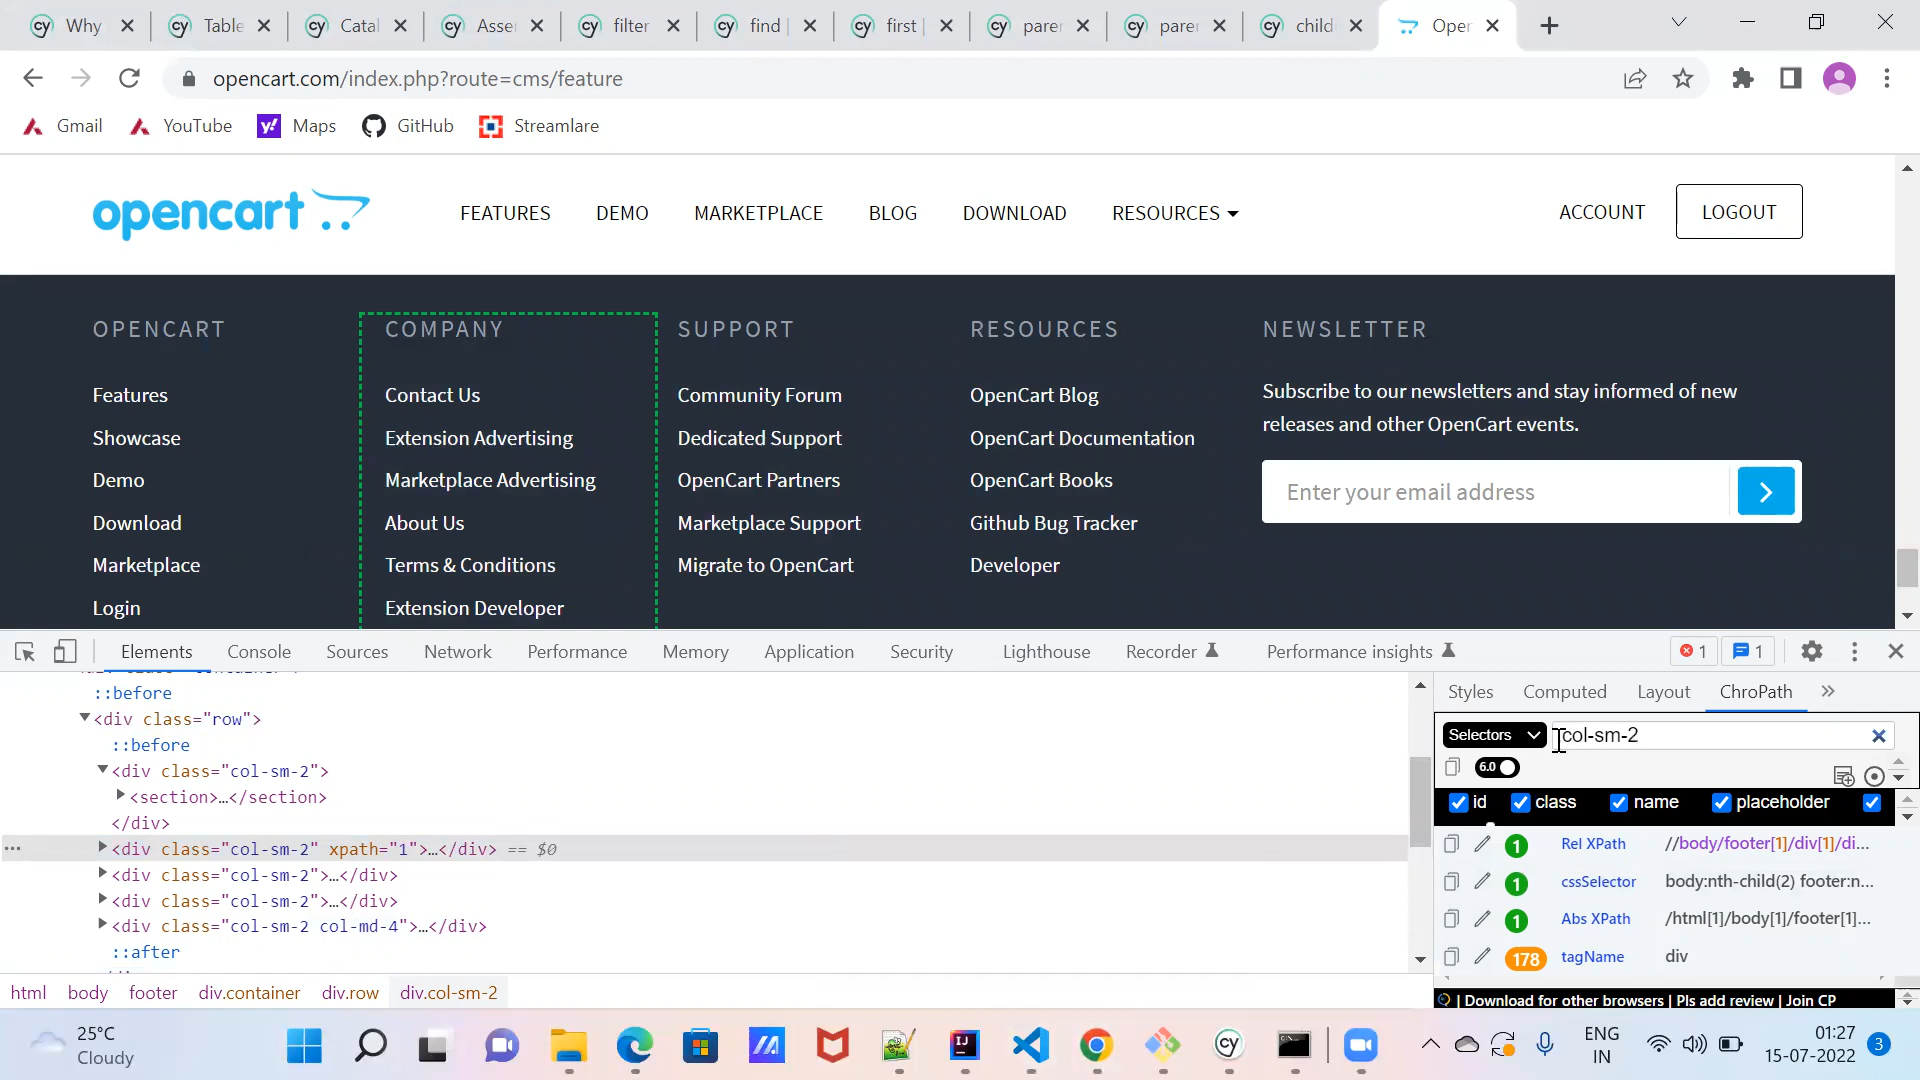 Why
Table
Catal
Asser
filter
find |
first |
parer
parer
child
Oper
opencart.com/index.php?route=cms/feature
Gmail YouTube Maps GitHub Streamlare
opencart FEATURES DEMO MARKETPLACE BLOG DOWNLOAD RESOURCES ACCOUNT LOGOUT
OPENCART
Features
Showcase
Demo
Download
Marketplace
Login
COMPANY
Contact Us
Extension Advertising
Marketplace Advertising
About Us
Terms & Conditions
Extension Developer
SUPPORT
Community Forum
Dedicated Support
OpenCart Partners
Marketplace Support
Migrate to OpenCart
RESOURCES
OpenCart Blog
OpenCart Documentation
OpenCart Books
Github Bug Tracker
Developer
NEWSLETTER
Subscribe to our newsletters and stay informed of new
releases and other OpenCart events.
Enter your email address
Elements Console Sources Network Performance Memory Application Security Lighthouse Recorder Performance insights 1 1
::before
<div class="row">
::before
<div class="col-sm-2">
<section>…</section>
</div>
<div class="col-sm-2" xpath="1">…</div> == $0
<div class="col-sm-2">…</div>
<div class="col-sm-2">…</div>
<div class="col-sm-2 col-md-4">…</div>
::after
html body footer div.container div.row div.col-sm-2
Styles Computed Layout ChroPath »
Selectors col-sm-2
6.0
id class name placeholder
1 Rel XPath //body/footer[1]/div[1]/di...
1 cssSelector body:nth-child(2) footer:n...
1 Abs XPath /html[1]/body[1]/footer[1]...
178 tagName div
| Download for other browsers | Pls add review | Join CP
25°C
Cloudy
ENG
IN
01:27
15-07-2022
3